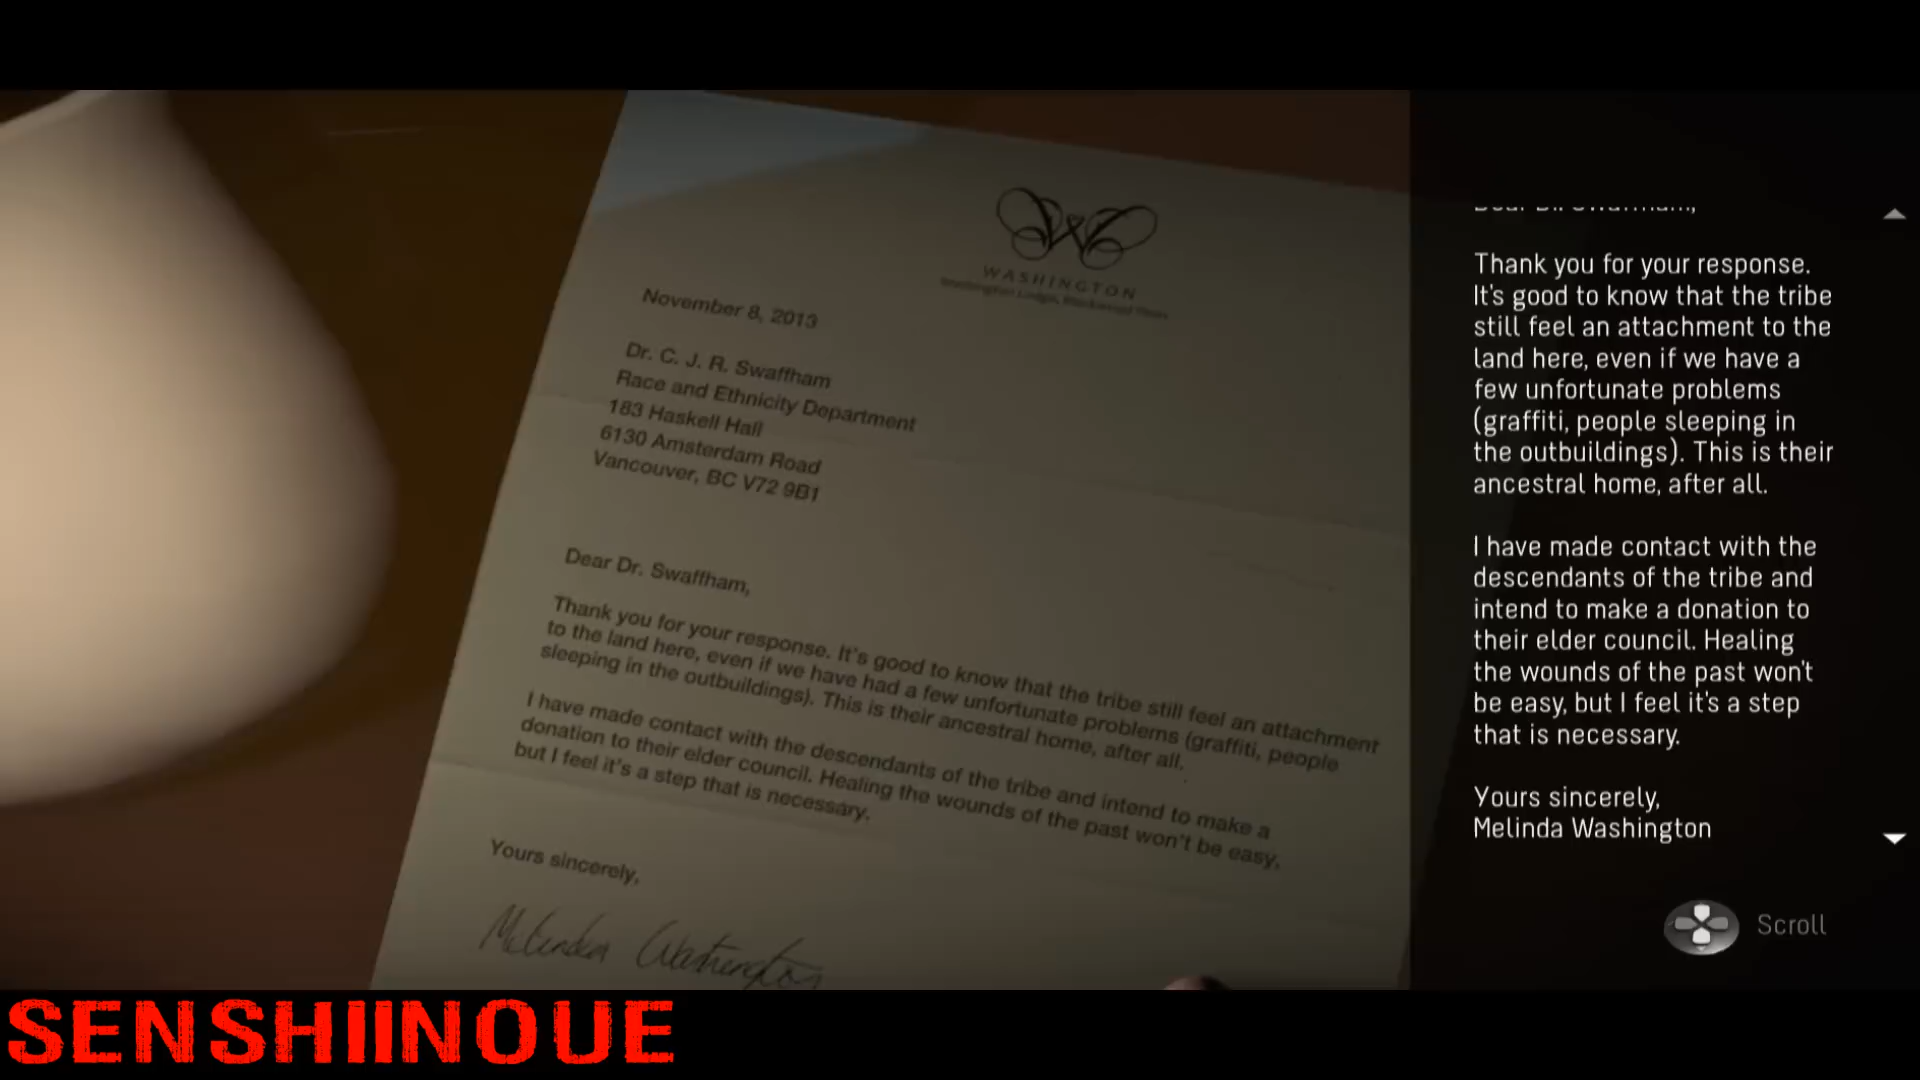 WASHINGTON
November 8, 2013
Dr. C. J. R. Swaffham
Race and Ethnicity Department
183 Haskell Hall
6130 Amsterdam Road
Vancouver, BC V72 9B1
Dear Dr. Swaffham,
Thank you for your response. It's good to know that the tribe still feel an attachment
to the land here, even if we have had a few unfortunate problems (graffiti, people
sleeping in the outbuildings). This is their ancestral home, after all.
I have made contact with the descendants of the tribe and intend to make a
donation to their elder council. Healing the wounds of the past won't be easy,
but I feel it's a step that is necessary.
Yours sincerely,
Melinda Washington
Thank you for your response.
It's good to know that the tribe
still feel an attachment to the
land here, even if we have a
few unfortunate problems
(graffiti, people sleeping in
the outbuildings). This is their
ancestral home, after all.
I have made contact with the
descendants of the tribe and
intend to make a donation to
their elder council. Healing
the wounds of the past won't
be easy, but I feel it's a step
that is necessary.
Yours sincerely,
Melinda Washington
Scroll
SENSHIINOUE